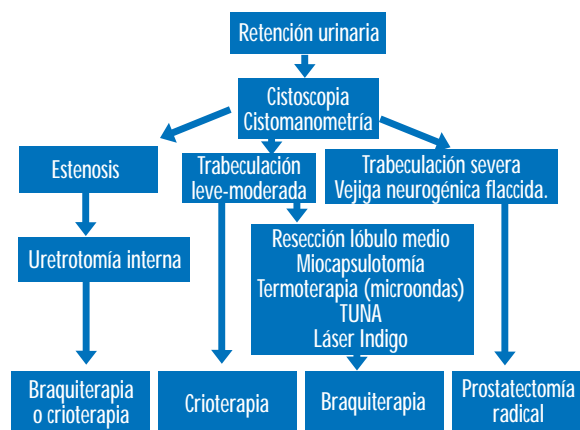 Retención urinaria
Cistoscopia
Cistomanometría
Estenosis
Trabeculación
leve-moderada
Trabeculación severa
Vejiga neurogénica flaccida.
Uretrotomía interna
Resección lóbulo medio
Miocapsulotomía
Termoterapia (microondas)
TUNA
Láser Indigo
Braquiterapia
o crioterapia
Crioterapia
Braquiterapia
Prostatectomía
radical